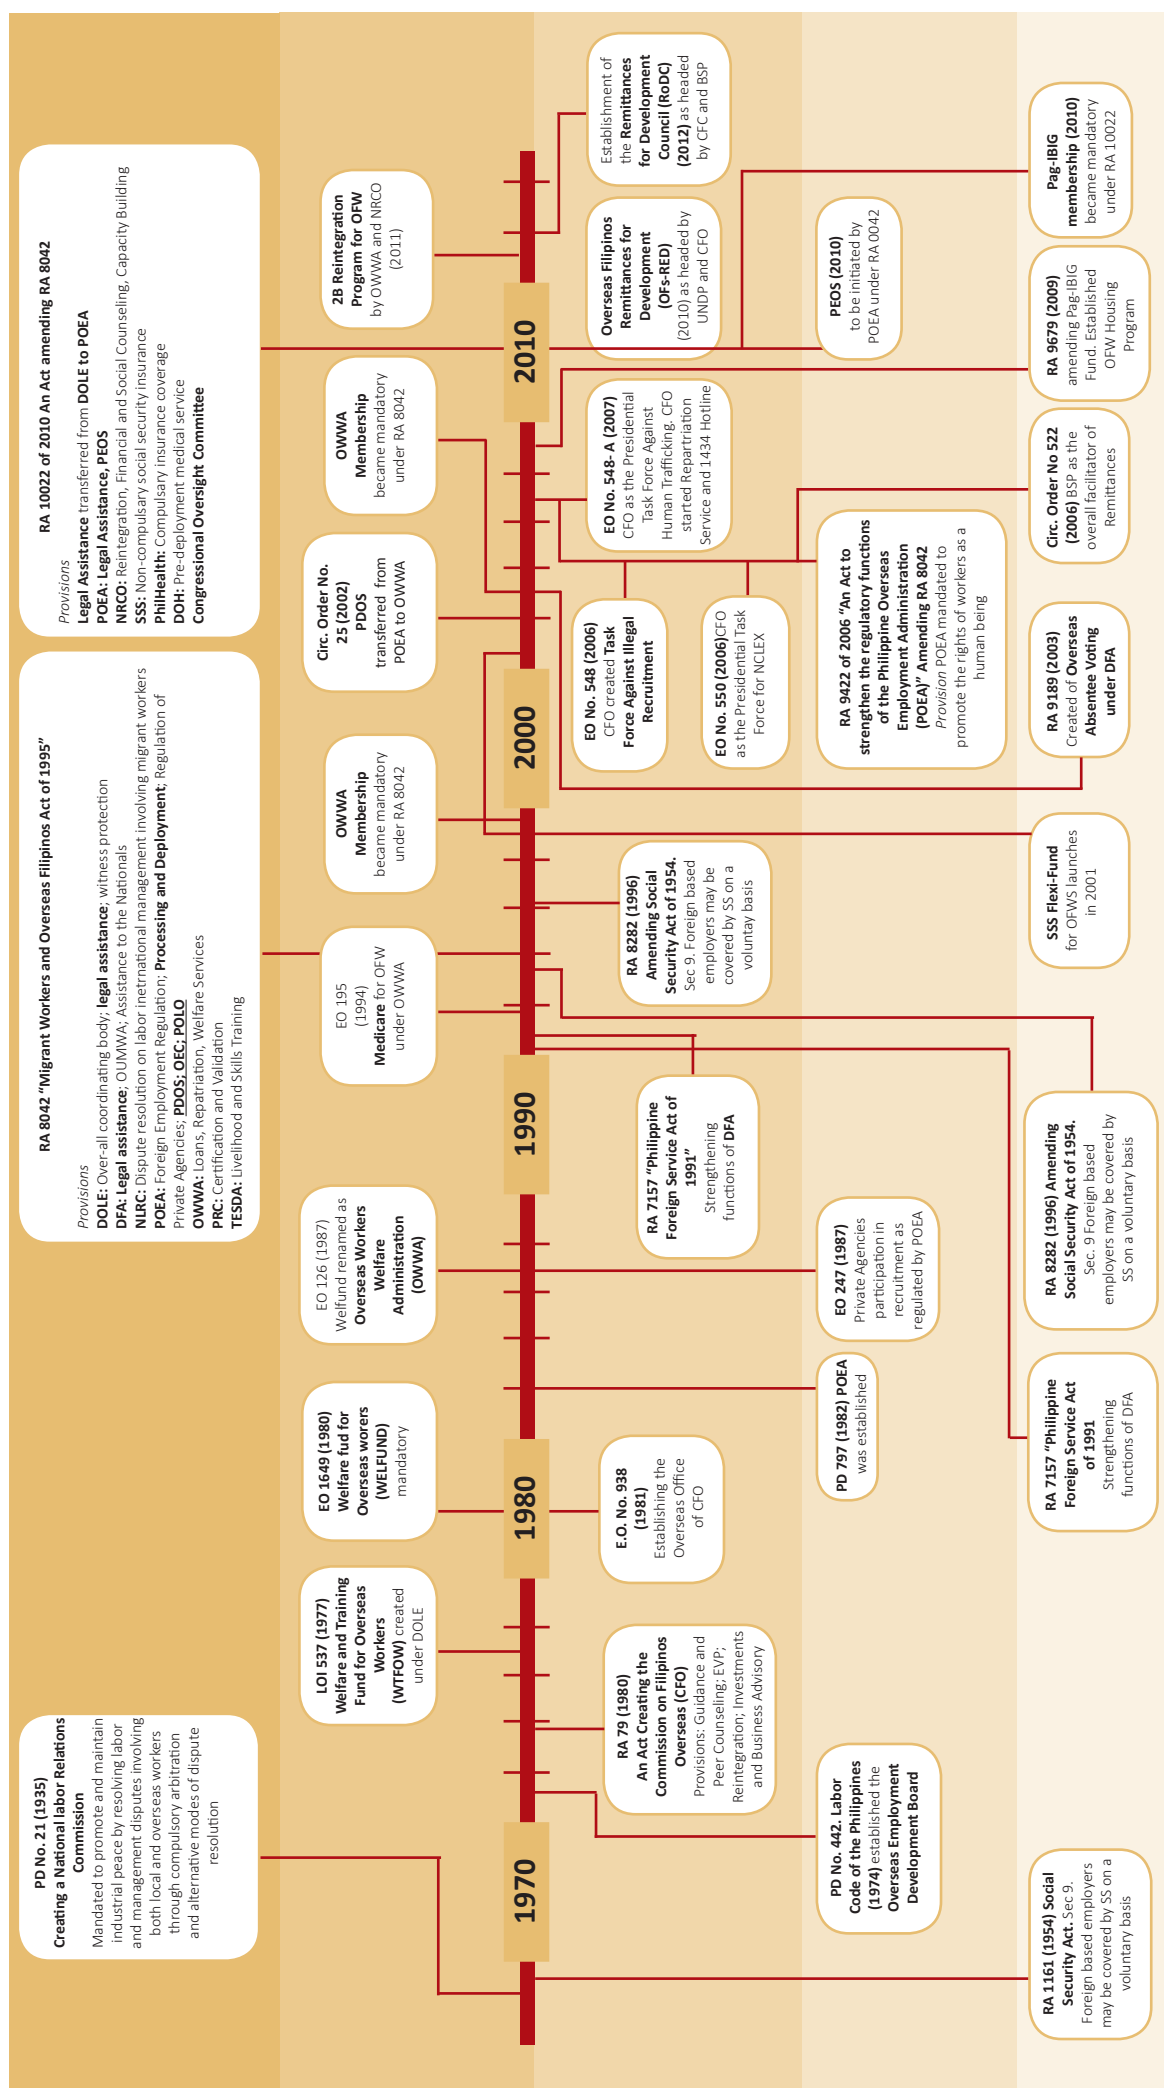 PD No. 21 (1935)
Creating a National labor Relations
Commission
Mandated to promote and maintain
industrial peace by resolving labor
and management disputes involving
both local and overseas workers
through compulsory arbitration
and alternative modes of dispute
resolution
RA 8042 “Migrant Workers and Overseas Filipinos Act of 1995”
Provisions
DOLE: Over-all coordinating body; legal assistance; witness protection
DFA: Legal assistance; OUMWA; Assistance to the Nationals
NLRC: Dispute resolution on labor inetrnational management involving migrant workers
POEA: Foreign Employment Regulation; Processing and Deployment; Regulation of
Private Agencies; PDOS; OEC; POLO
OWWA: Loans, Repatriation, Welfare Services
PRC: Certification and Validation
TESDA: Livelihood and Skills Training
RA 10022 of 2010 An Act amending RA 8042
Provisions
Legal Assistance transferred from DOLE to POEA
POEA: Legal Assistance, PEOS
NRCO: Reintegration, Financial and Social Counseling, Capacity Building
SSS: Non-compulsary social security insurance
PhilHealth: Compulsary insurance coverage
DOH: Pre-deployment medical service
Congressional Oversight Committee
LOI 537 (1977)
Welfare and Training
Fund for Overseas
Workers
(WTFOW) created
under DOLE
EO 1649 (1980)
Welfare fud for
Overseas worers
(WELFUND)
mandatory
EO 126 (1987)
Welfund renamed as
Overseas Workers
Welfare
Administration
(OWWA)
EO 195
(1994)
Medicare for OFW
under OWWA
OWWA
Membership
became mandatory
under RA 8042
Circ. Order No.
25 (2002)
PDOS
transferred from
POEA to OWWA
OWWA
Membership
became mandatory
under RA 8042
2B Reintegration
Program for OFW
by OWWA and NRCO
(2011)
1970
1980
1990
2000
2010
RA 79 (1980)
An Act Creating the
Commission on Filipinos
Overseas (CFO)
Provisions: Guidance and
Peer Counseling; EVP;
Reintegration; Investments
and Business Advisory
E.O. No. 938
(1981)
Establishing the
Overseas Office
of CFO
RA 7157 “Philippine
Foreign Service Act of
1991”
Strengthening
functions of DFA
RA 8282 (1996)
Amending Social
Security Act of 1954.
Sec 9. Foreign based
employers may be
covered by SS on a
voluntay basis
EO No. 548 (2006)
CFO created Task
Force Against Illegal
Recruitment
EO No. 550 (2006)CFO
as the Presidential Task
Force for NCLEX
EO No. 548- A (2007)
CFO as the Presidential
Task Force Against
Human Trafficking. CFO
started Repartriation
Service and 1434 Hotline
Overseas Filipinos
Remittances for
Development
(OFs-RED)
(2010) as headed by
UNDP and CFO
Establishment of
the Remittances
for Development
Council (RoDC)
(2012) as headed
by CFC and BSP
PD No. 442. Labor
Code of the Philippines
(1974) established the
Overseas Employment
Development Board
PD 797 (1982) POEA
was established
EO 247 (1987)
Private Agencies
participation in
recruitment as
regulated by POEA
RA 9422 of 2006 “An Act to
strengthen the regulatory functions
of the Philippine Overseas
Employment Administration
(POEA)” Amending RA 8042
Provision POEA mandated to
promote the rights of workers as a
human being
PEOS (2010)
to be initiated by
POEA under RA 0042
RA 1161 (1954) Social
Security Act. Sec 9.
Foreign based employers
may be covered by SS on a
voluntary basis
RA 7157 “Philippine
Foreign Service Act
of 1991
Strengthening
functions of DFA
RA 8282 (1996) Amending
Social Security Act of 1954.
Sec. 9 Foreign based
employers may be covered by
SS on a voluntary basis
SSS Flexi-Fund
for OFWS launches
in 2001
RA 9189 (2003)
Created of Overseas
Absentee Voting
under DFA
Circ. Order No 522
(2006) BSP as the
overall facilitator of
Remittances
RA 9679 (2009)
amending Pag-IBIG
Fund. Established
OFW Housing
Program
Pag-IBIG
membership (2010)
became mandatory
under RA 10022